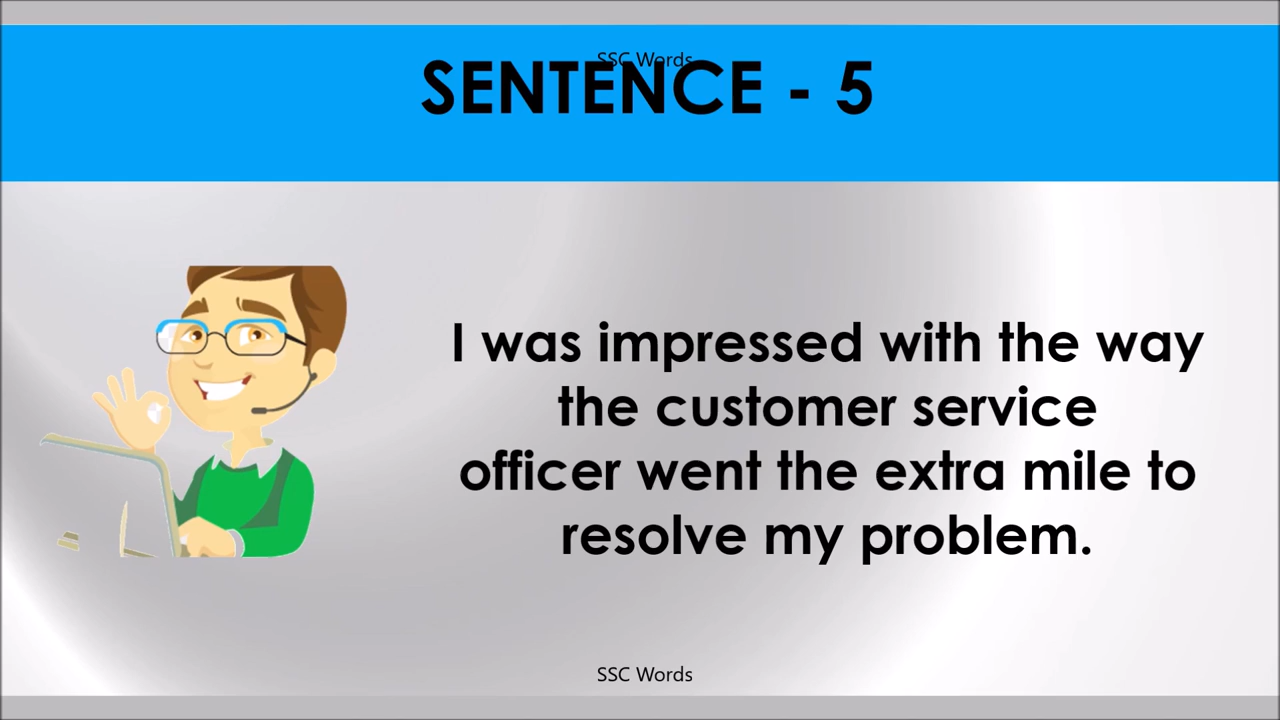 SSC Words
SENTENCE - 5
I was impressed with the way
the customer service
officer went the extra mile to
resolve my problem.
SSC Words